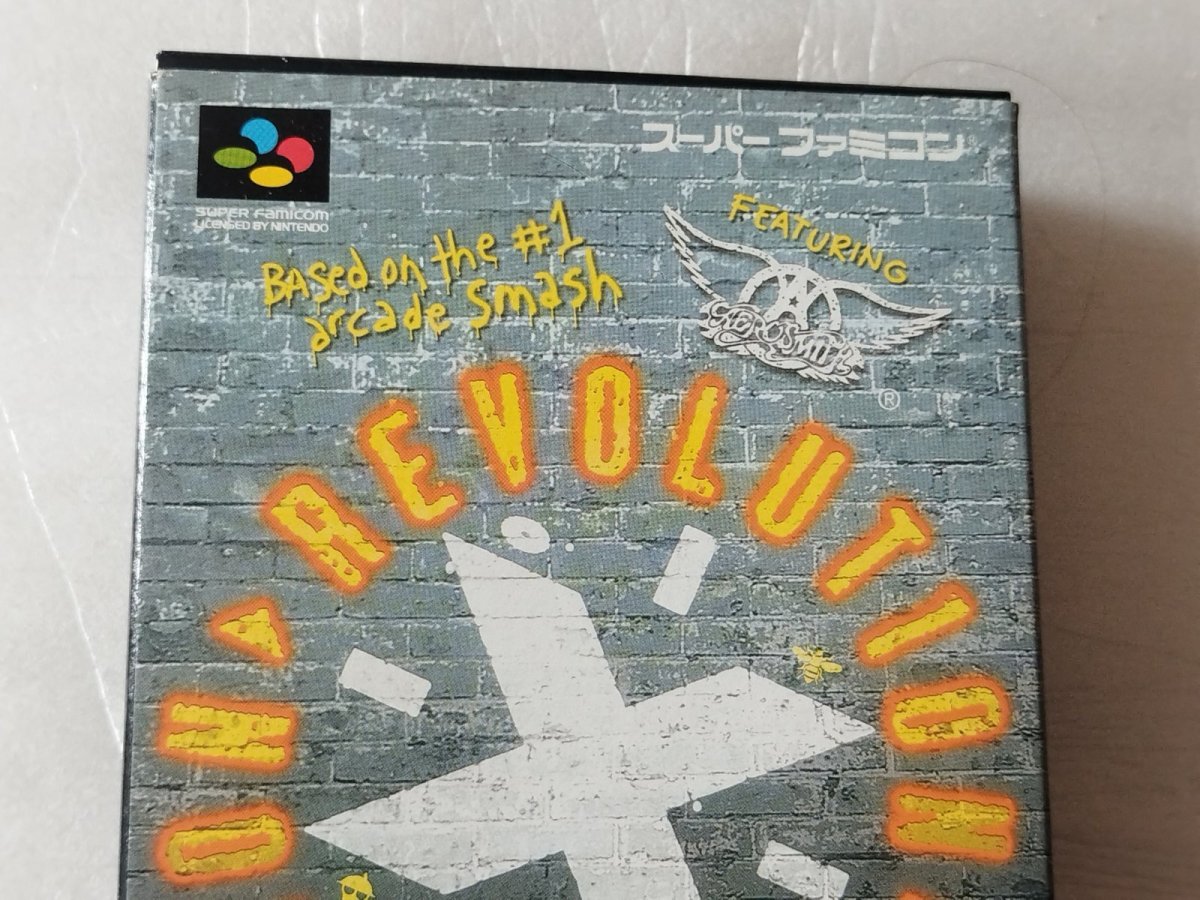 スーパーファミコン
SUPER FAMICOM
LICENSED BY NINTENDO
Based on the #1
arcade smash
FEATURING
AEROSMITH
®
REVOLUTION
ON